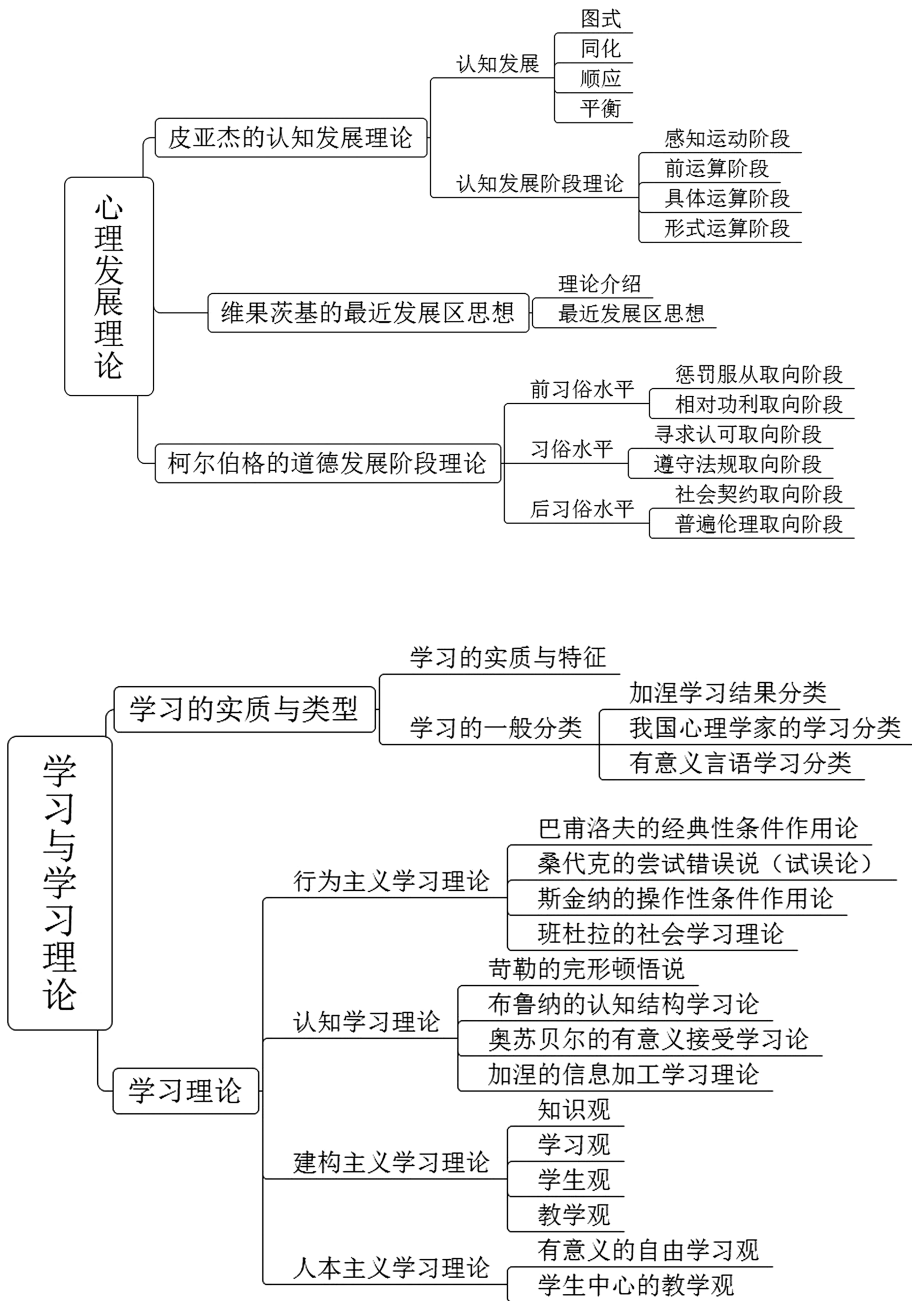 心理发展理论
皮亚杰的认知发展理论
认知发展
图式
同化
顺应
平衡
认知发展阶段理论
感知运动阶段
前运算阶段
具体运算阶段
形式运算阶段
维果茨基的最近发展区思想
理论介绍
最近发展区思想
柯尔伯格的道德发展阶段理论
前习俗水平
惩罚服从取向阶段
相对功利取向阶段
习俗水平
寻求认可取向阶段
遵守法规取向阶段
后习俗水平
社会契约取向阶段
普遍伦理取向阶段
学习与学习理论
学习的实质与类型
学习的实质与特征
学习的一般分类
加涅学习结果分类
我国心理学家的学习分类
有意义言语学习分类
学习理论
行为主义学习理论
巴甫洛夫的经典性条件作用论
桑代克的尝试错误说（试误论）
斯金纳的操作性条件作用论
班杜拉的社会学习理论
认知学习理论
苛勒的完形顿悟说
布鲁纳的认知结构学习论
奥苏贝尔的有意义接受学习论
加涅的信息加工学习理论
建构主义学习理论
知识观
学习观
学生观
教学观
人本主义学习理论
有意义的自由学习观
学生中心的教学观